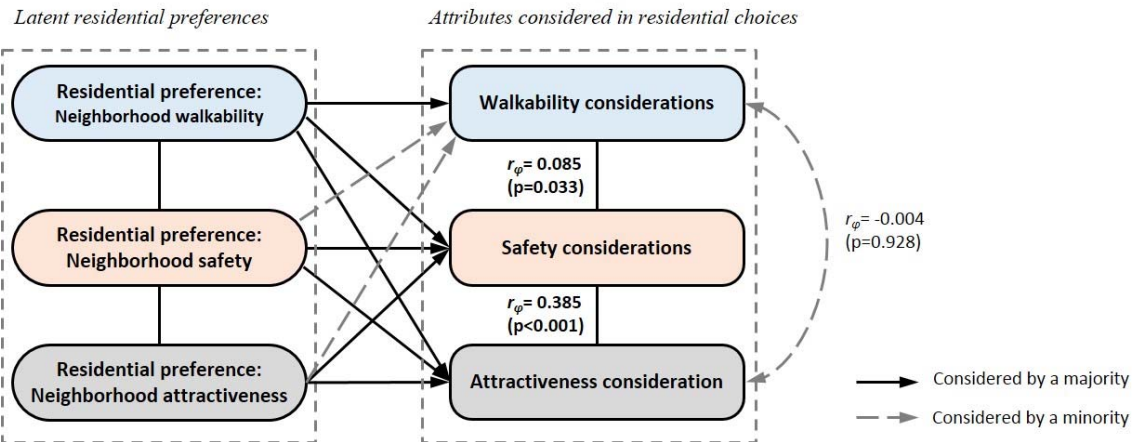 Latent residential preferences
Attributes considered in residential choices
Residential preference:
Neighborhood walkability
Walkability considerations
rφ= 0.085
(p=0.033)
rφ= -0.004
(p=0.928)
Residential preference:
Neighborhood safety
Safety considerations
rφ= 0.385
(p<0.001)
Residential preference:
Neighborhood attractiveness
Attractiveness consideration
Considered by a majority
Considered by a minority